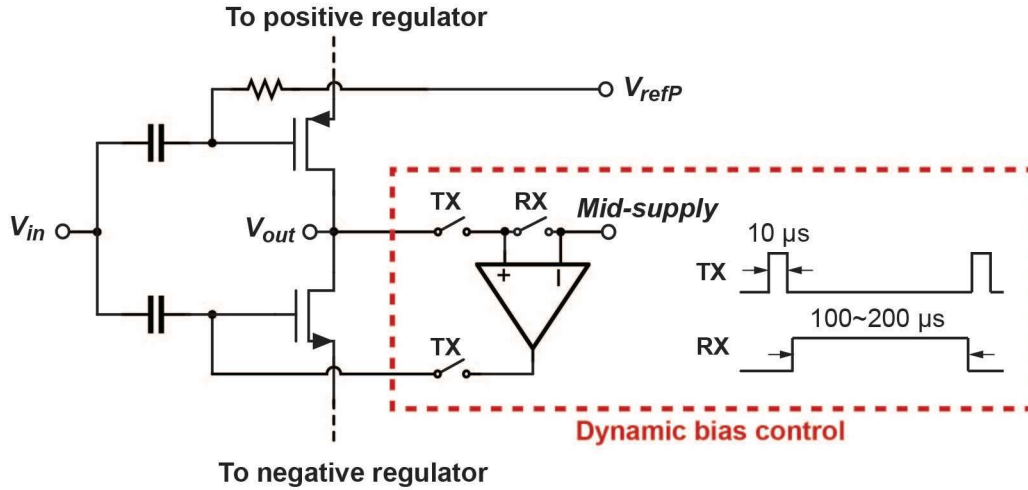 To positive regulator
VrefP
TX
RX
Mid-supply
Vin
Vout
+
−
10 µs
TX
100~200 µs
RX
TX
Dynamic bias control
To negative regulator